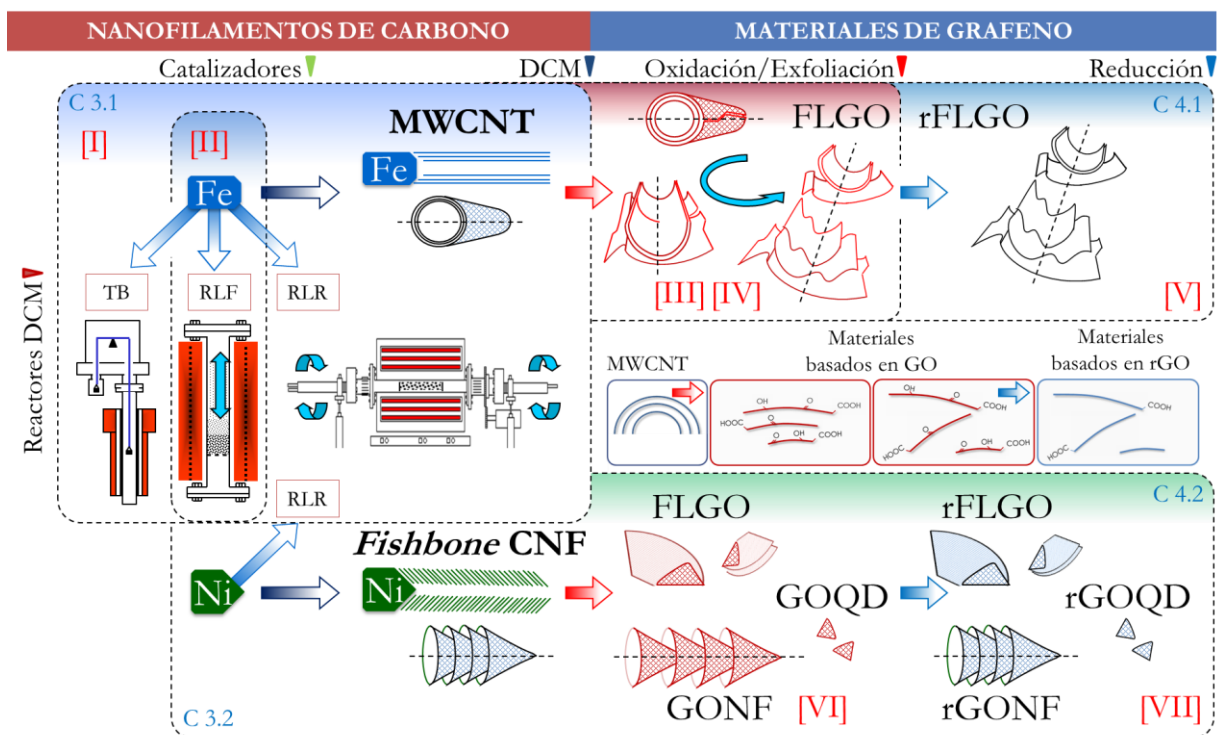 NANOFILAMENTOS DE CARBONO
MATERIALES DE GRAFENO
Catalizadores
DCM
Oxidación/Exfoliación
Reducción
C 3.1
[I]
[II]
MWCNT
Fe
Fe
FLGO
rFLGO
C 4.1
[III]
[IV]
[V]
Reactores DCM
TB
RLF
RLR
MWCNT
Materiales
basados en GO
Materiales
basados en rGO
OH
O
COOH
HOOC
O
O
OH
COOH
OH
O
COOH
O
HOOC
O
OH
COOH
COOH
HOOC
RLR
C 4.2
FLGO
rFLGO
Fishbone CNF
Ni
Ni
GOQD
rGOQD
GONF
[VI]
rGONF
[VII]
C 3.2